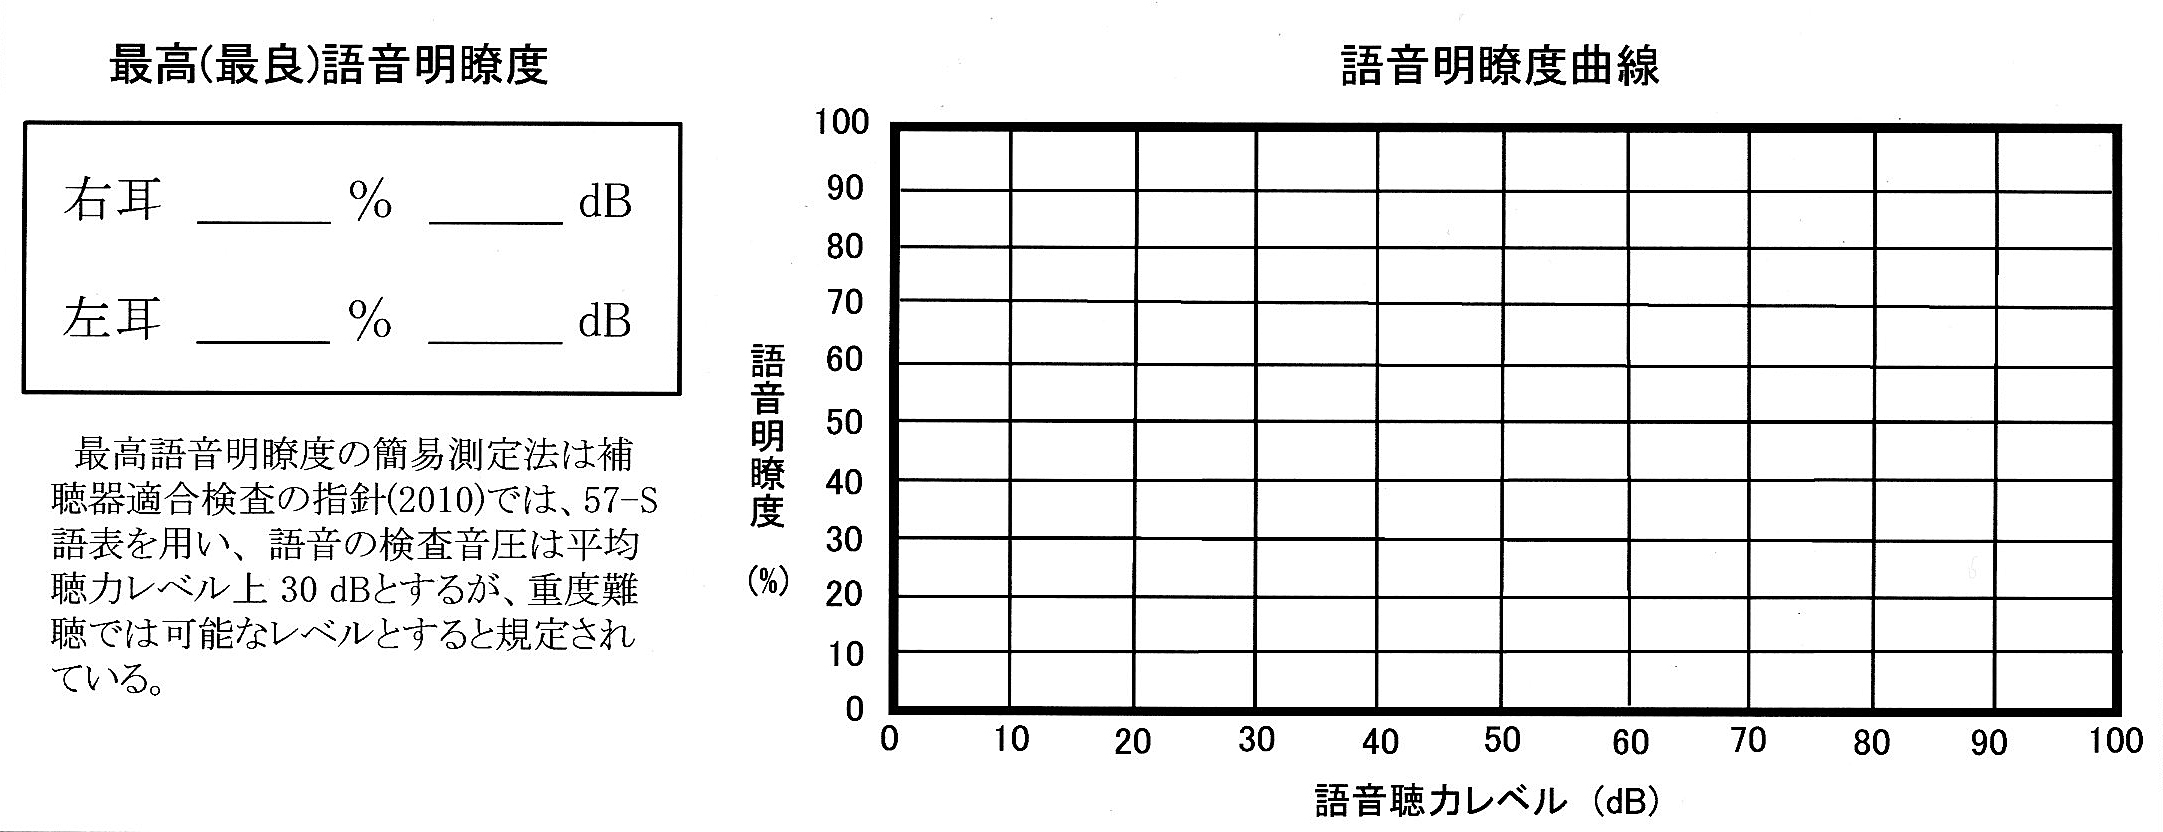 最高(最良)語音明瞭度
右耳 ＿＿＿ % ＿＿＿ dB
左耳 ＿＿＿ % ＿＿＿ dB
最高語音明瞭度の簡易測定法は補
聴器適合検査の指針(2010)では、57-S
語表を用い、語音の検査音圧は平均
聴力レベル上 30 dBとするが、重度難
聴では可能なレベルとすると規定され
ている。
語音明瞭度曲線
語音明瞭度 (%)
100
90
80
70
60
50
40
30
20
10
0
0 10 20 30 40 50 60 70 80 90 100
語音聴力レベル (dB)